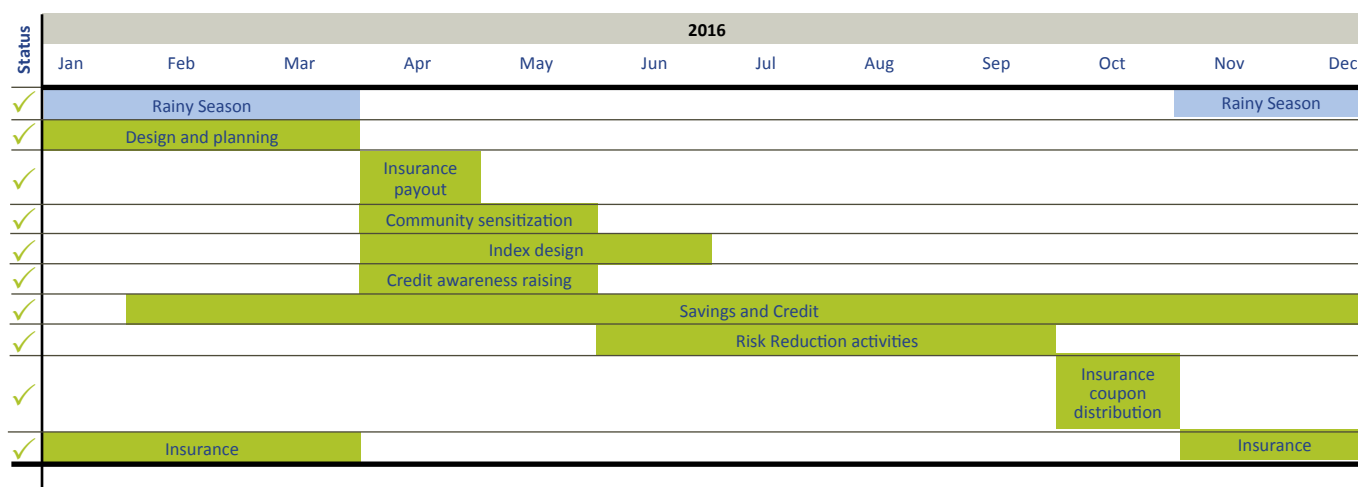 2016
Status
Jan Feb Mar Apr May Jun Jul Aug Sep Oct Nov Dec
Rainy Season Rainy Season
Design and planning
Insurance
payout
Community sensitization
Index design
Credit awareness raising
Savings and Credit
Risk Reduction activities
Insurance
coupon
distribution
Insurance Insurance